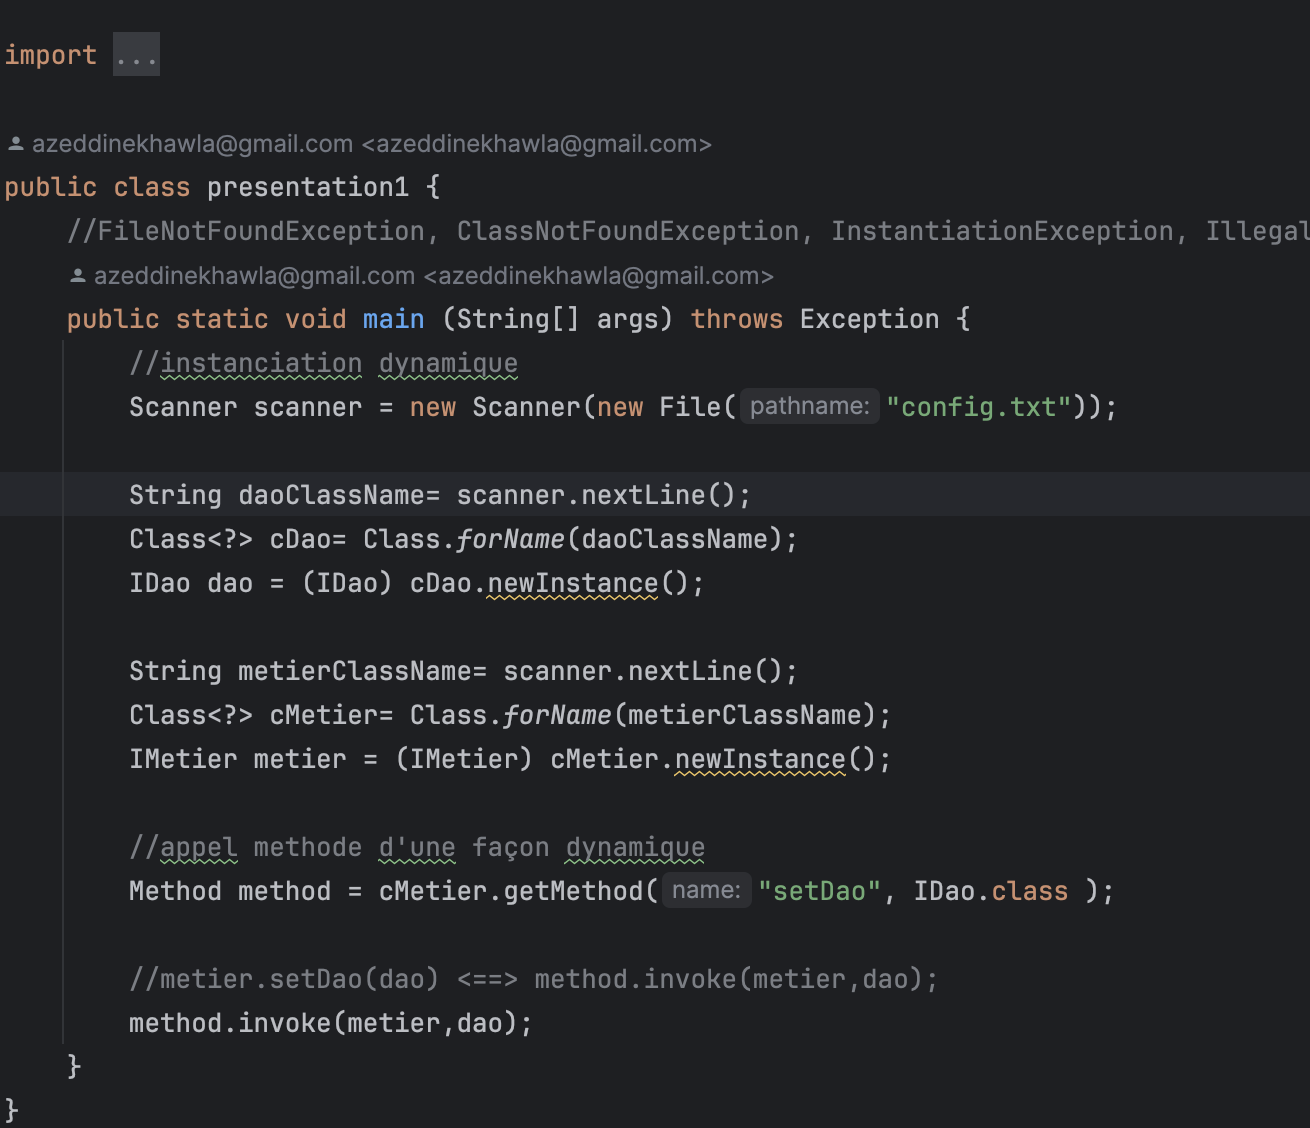 import ...
azeddinekhawla@gmail.com <azeddinekhawla@gmail.com>
public class presentation1 {
//FileNotFoundException, ClassNotFoundException, InstantiationException, Illegal
azeddinekhawla@gmail.com <azeddinekhawla@gmail.com>
public static void main (String[] args) throws Exception {
//instanciation dynamique
Scanner scanner = new Scanner(new File( pathname: "config.txt"));
String daoClassName= scanner.nextLine();
Class<?> cDao= Class.forName(daoClassName);
IDao dao = (IDao) cDao.newInstance();
String metierClassName= scanner.nextLine();
Class<?> cMetier= Class.forName(metierClassName);
IMetier metier = (IMetier) cMetier.newInstance();
//appel methode d'une façon dynamique
Method method = cMetier.getMethod( name: "setDao", IDao.class );
//metier.setDao(dao) <==> method.invoke(metier,dao);
method.invoke(metier,dao);
}
}